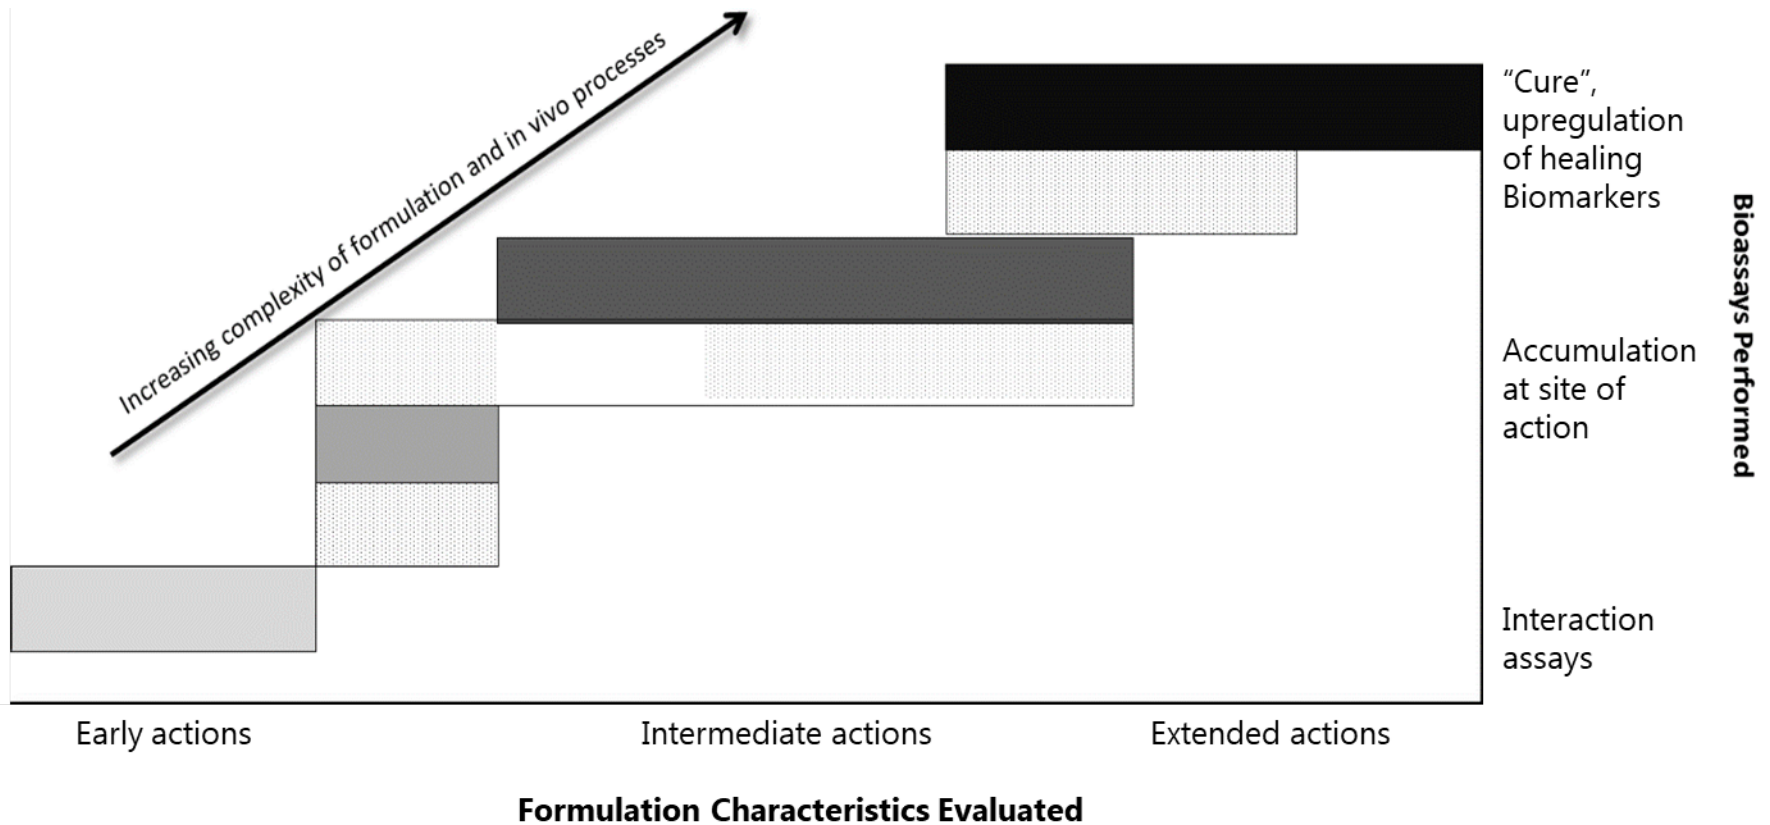 Increasing complexity of formulation and in vivo processes
“Cure”,
upregulation
of healing
Biomarkers
Accumulation
at site of
action
Interaction
assays
Bioassays Performed
Early actions
Intermediate actions
Extended actions
Formulation Characteristics Evaluated